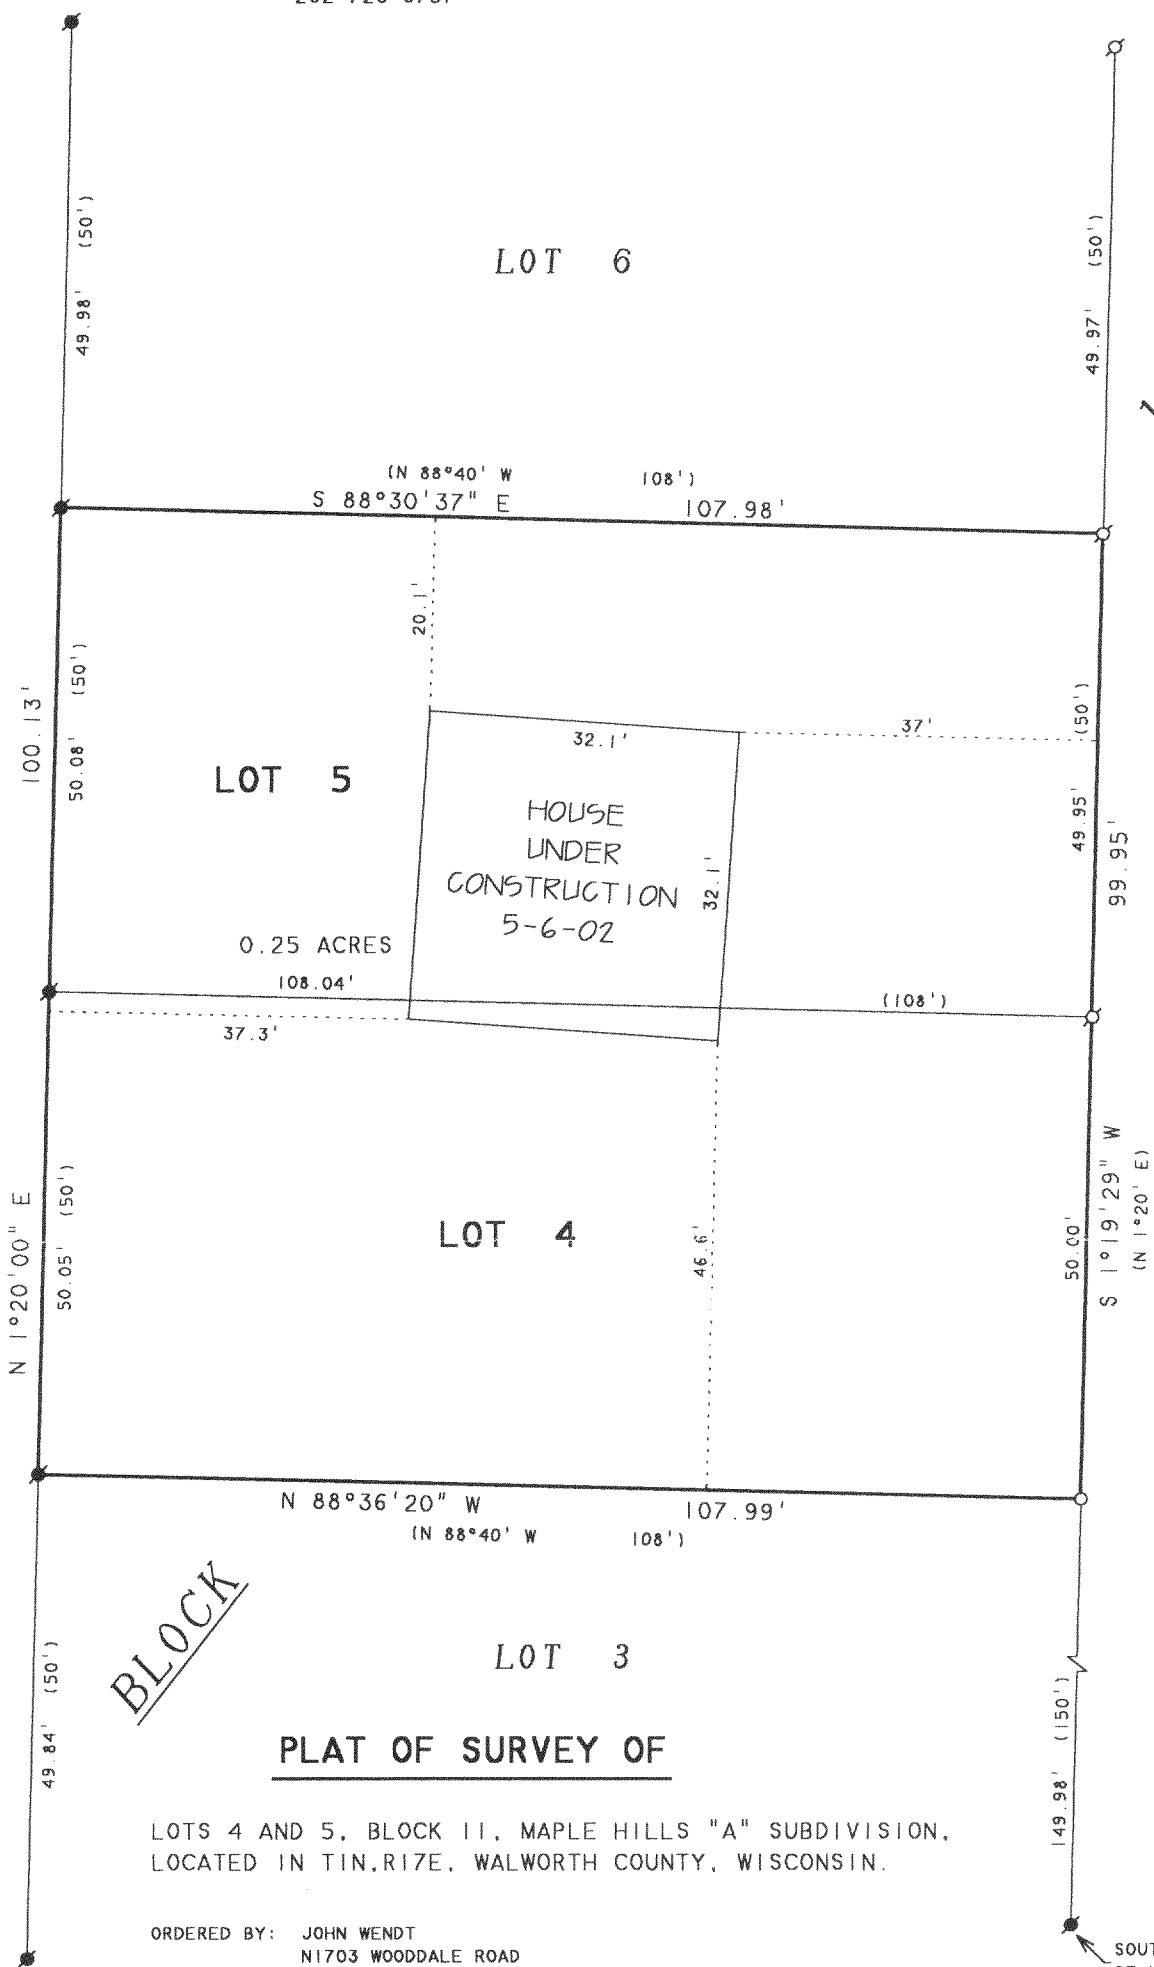 (50')
49.98'
LOT 6
(50')
49.97'
(N 88°40' W 108')
S 88°30'37" E 107.98'
20.1'
100.13'
50.08' (50')
LOT 5
32.1'
37'
(50')
49.95'
99.95'
HOUSE
UNDER
CONSTRUCTION
5-6-02
32.1'
0.25 ACRES
108.04' (108')
37.3'
N 1°20'00" E
50.05' (50')
LOT 4
46.6'
50.00'
S 1°19'29" W
(N 1°20' E)
N 88°36'20" W 107.99'
(N 88°40' W 108')
BLOCK
LOT 3
49.84' (50')
149.98' (150')
PLAT OF SURVEY OF
LOTS 4 AND 5, BLOCK 11, MAPLE HILLS "A" SUBDIVISION,
LOCATED IN T1N,R17E, WALWORTH COUNTY, WISCONSIN.
ORDERED BY: JOHN WENDT
N1703 WOODDALE ROAD
SOUT